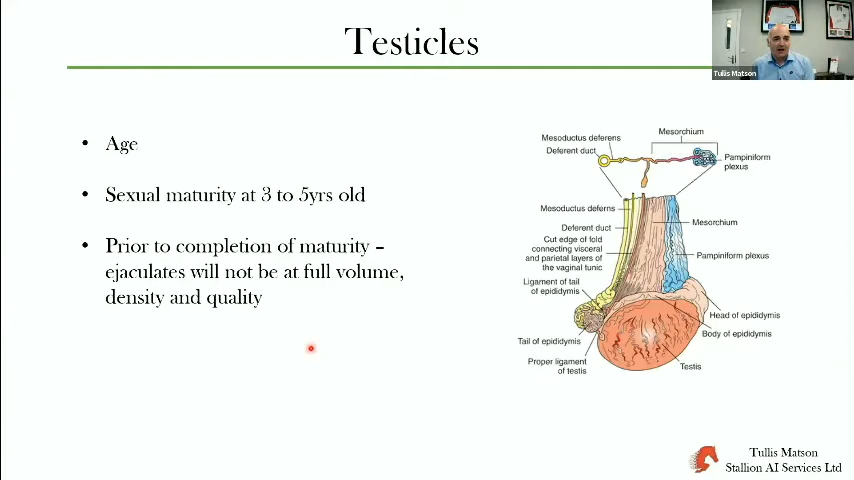 Testicles
Tullis Matson
• Age
• Sexual maturity at 3 to 5yrs old
• Prior to completion of maturity –
ejaculates will not be at full volume,
density and quality
Mesoductus deferens
Deferent duct
Mesorchium
Pampiniform
plexus
Mesoductus deferns
Deferent duct
Cut edge of fold
connecting visceral
and parietal layers of
the vaginal tunic
Ligament of tail
of epididymis
Tail of epididymis
Proper ligament
of testis
Mesorchium
Pampiniform plexus
Head of epididymis
Body of epididymis
Testis
Tullis Matson
Stallion AI Services Ltd